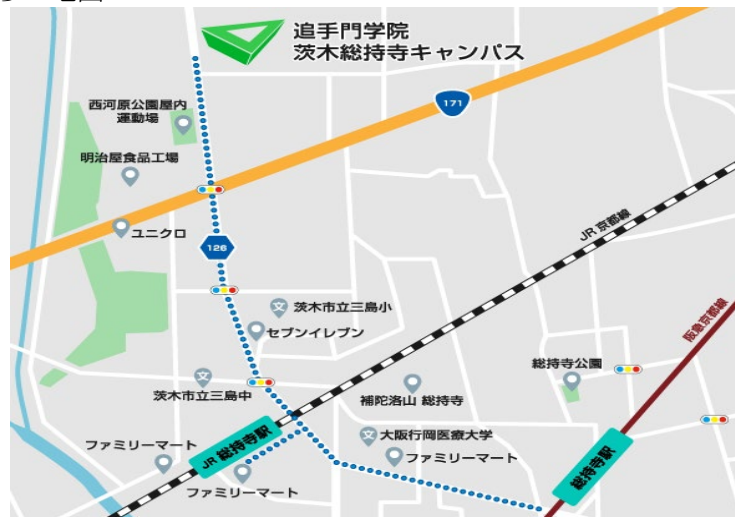 追手門学院
茨木総持寺キャンパス
171
西河原公園屋内
運動場
明治屋食品工場
ユニクロ
126
JR 京都線
阪急京都線
文 茨木市立三島小
セブンイレブン
総持寺公園
文
茨木市立三島中
補陀洛山 総持寺
JR 総持寺駅
文 大阪行岡医療大学
ファミリーマート
ファミリーマート
ファミリーマート
総持寺駅